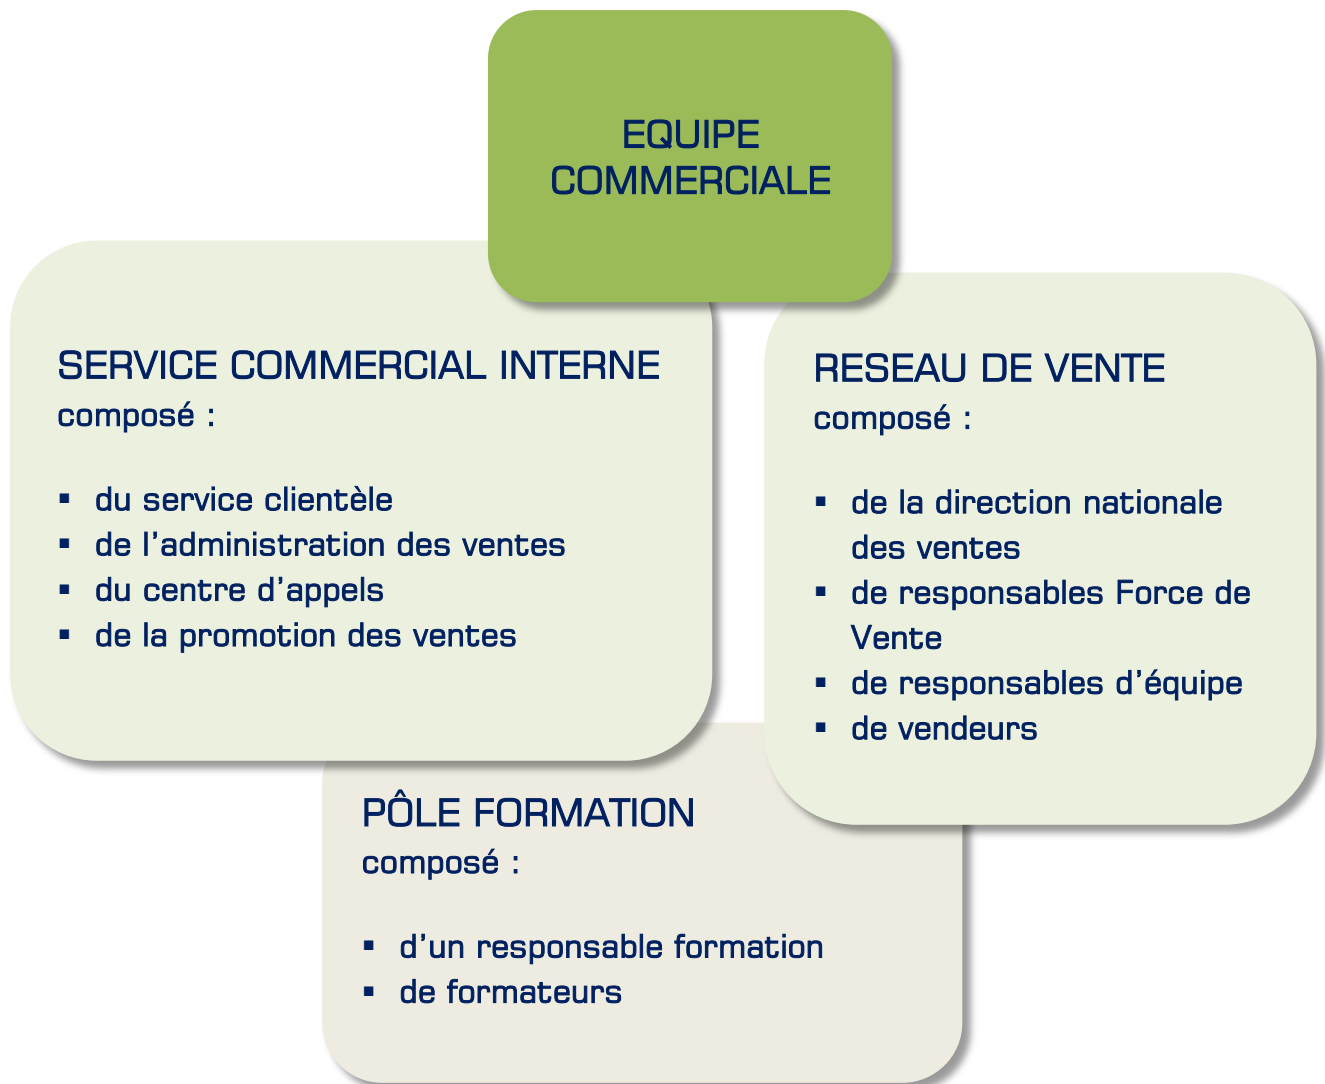 EQUIPE
COMMERCIALE
SERVICE COMMERCIAL INTERNE
composé :
▪ du service clientèle
▪ de l’administration des ventes
▪ du centre d’appels
▪ de la promotion des ventes
RESEAU DE VENTE
composé :
▪ de la direction nationale
des ventes
▪ de responsables Force de
Vente
▪ de responsables d’équipe
▪ de vendeurs
PÔLE FORMATION
composé :
▪ d’un responsable formation
▪ de formateurs